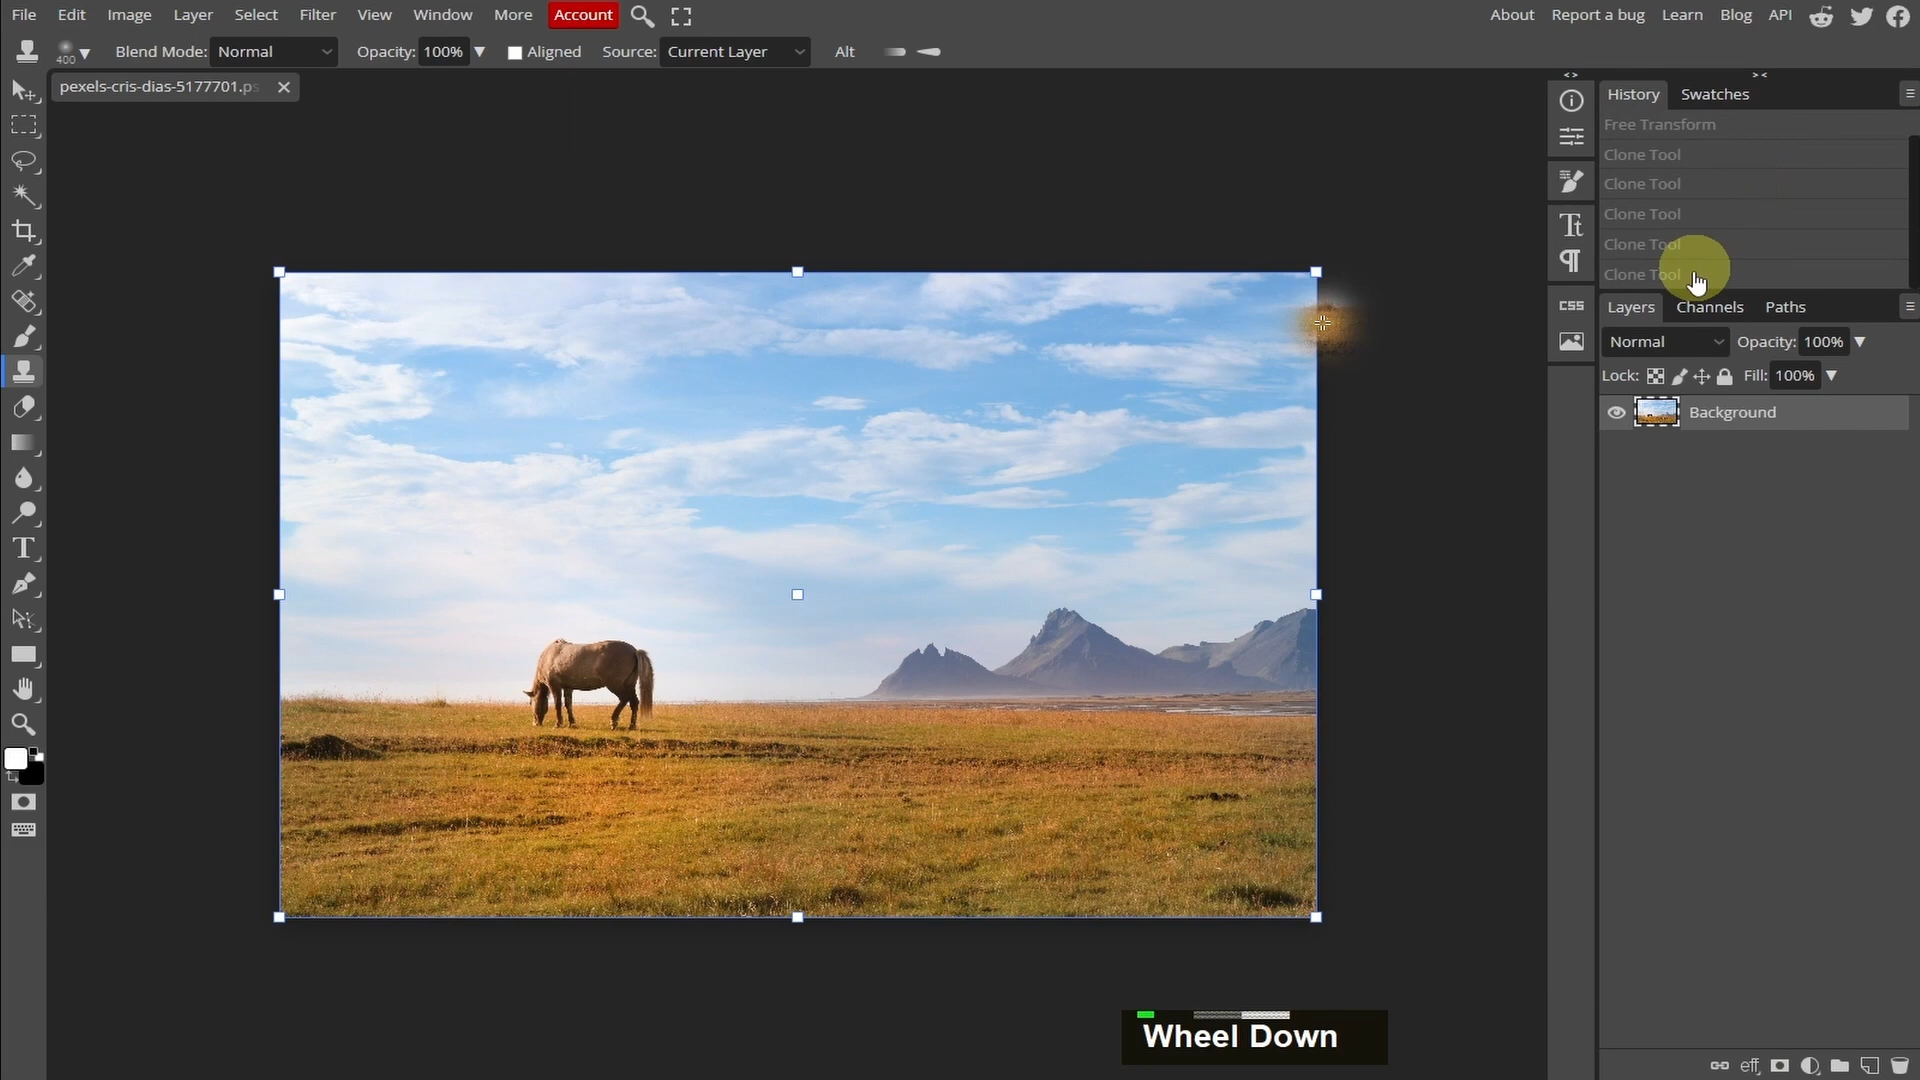 File Edit Image Layer Select Filter View Window More Account About Report a bug Learn Blog API
400 Blend Mode: Normal Opacity: 100% Aligned Source: Current Layer Alt
pexels-cris-dias-5177701.ps
History Swatches
Free Transform
Clone Tool
Clone Tool
Clone Tool
Clone Tool
Clone Tool
Layers Channels Paths
Normal Opacity: 100%
Lock: Fill: 100%
Background
CSS
eff
Wheel Down